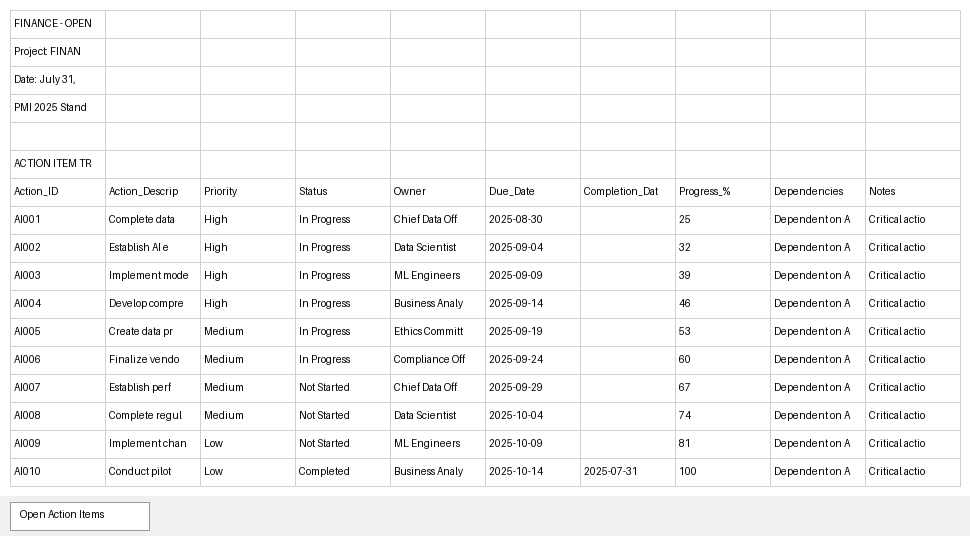 FINANCE - OPEN
Project: FINAN
Date: July 31,
PMI 2025 Stand
ACTION ITEM TR
Action_ID Action_Descrip Priority Status Owner Due_Date Completion_Dat Progress_% Dependencies Notes
AI001 Complete data High In Progress Chief Data Off 2025-08-30 25 Dependent on A Critical actio
AI002 Establish AI e High In Progress Data Scientist 2025-09-04 32 Dependent on A Critical actio
AI003 Implement mode High In Progress ML Engineers 2025-09-09 39 Dependent on A Critical actio
AI004 Develop compre High In Progress Business Analy 2025-09-14 46 Dependent on A Critical actio
AI005 Create data pr Medium In Progress Ethics Committ 2025-09-19 53 Dependent on A Critical actio
AI006 Finalize vendo Medium In Progress Compliance Off 2025-09-24 60 Dependent on A Critical actio
AI007 Establish perf Medium Not Started Chief Data Off 2025-09-29 67 Dependent on A Critical actio
AI008 Complete regul Medium Not Started Data Scientist 2025-10-04 74 Dependent on A Critical actio
AI009 Implement chan Low Not Started ML Engineers 2025-10-09 81 Dependent on A Critical actio
AI010 Conduct pilot Low Completed Business Analy 2025-10-14 2025-07-31 100 Dependent on A Critical actio
Open Action Items